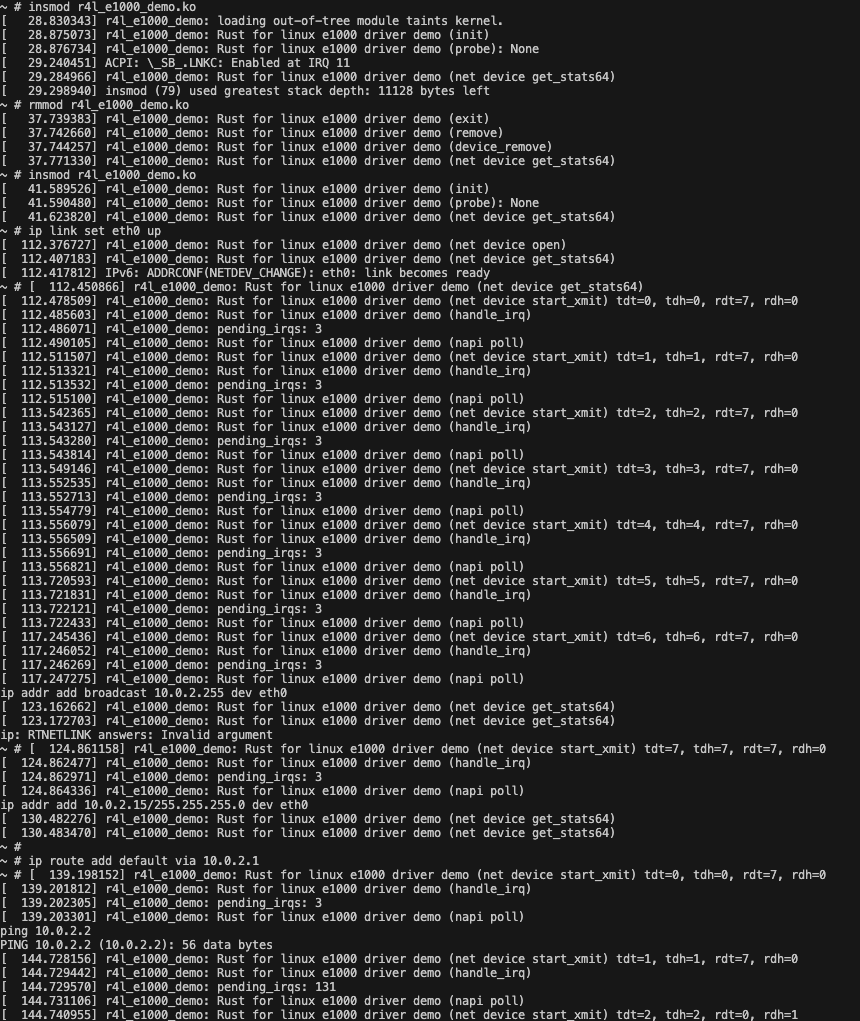 ~ # insmod r4l_e1000_demo.ko
[   28.830343] r4l_e1000_demo: loading out-of-tree module taints kernel.
[   28.875073] r4l_e1000_demo: Rust for linux e1000 driver demo (init)
[   28.876734] r4l_e1000_demo: Rust for linux e1000 driver demo (probe): None
[   29.240451] ACPI: \_SB_.LNKC: Enabled at IRQ 11
[   29.284966] r4l_e1000_demo: Rust for linux e1000 driver demo (net device get_stats64)
[   29.298940] insmod (79) used greatest stack depth: 11128 bytes left
~ # rmmod r4l_e1000_demo.ko
[   37.739383] r4l_e1000_demo: Rust for linux e1000 driver demo (exit)
[   37.742660] r4l_e1000_demo: Rust for linux e1000 driver demo (remove)
[   37.744257] r4l_e1000_demo: Rust for linux e1000 driver demo (device_remove)
[   37.771330] r4l_e1000_demo: Rust for linux e1000 driver demo (net device get_stats64)
~ # insmod r4l_e1000_demo.ko
[   41.589526] r4l_e1000_demo: Rust for linux e1000 driver demo (init)
[   41.590480] r4l_e1000_demo: Rust for linux e1000 driver demo (probe): None
[   41.623820] r4l_e1000_demo: Rust for linux e1000 driver demo (net device get_stats64)
~ # ip link set eth0 up
[  112.376727] r4l_e1000_demo: Rust for linux e1000 driver demo (net device open)
[  112.407183] r4l_e1000_demo: Rust for linux e1000 driver demo (net device get_stats64)
[  112.417812] IPv6: ADDRCONF(NETDEV_CHANGE): eth0: link becomes ready
~ # [  112.450866] r4l_e1000_demo: Rust for linux e1000 driver demo (net device get_stats64)
[  112.478509] r4l_e1000_demo: Rust for linux e1000 driver demo (net device start_xmit) tdt=0, tdh=0, rdt=7, rdh=0
[  112.485603] r4l_e1000_demo: Rust for linux e1000 driver demo (handle_irq)
[  112.486071] r4l_e1000_demo: pending_irqs: 3
[  112.490105] r4l_e1000_demo: Rust for linux e1000 driver demo (napi poll)
[  112.511507] r4l_e1000_demo: Rust for linux e1000 driver demo (net device start_xmit) tdt=1, tdh=1, rdt=7, rdh=0
[  112.513321] r4l_e1000_demo: Rust for linux e1000 driver demo (handle_irq)
[  112.513532] r4l_e1000_demo: pending_irqs: 3
[  112.515100] r4l_e1000_demo: Rust for linux e1000 driver demo (napi poll)
[  113.542365] r4l_e1000_demo: Rust for linux e1000 driver demo (net device start_xmit) tdt=2, tdh=2, rdt=7, rdh=0
[  113.543127] r4l_e1000_demo: Rust for linux e1000 driver demo (handle_irq)
[  113.543280] r4l_e1000_demo: pending_irqs: 3
[  113.543814] r4l_e1000_demo: Rust for linux e1000 driver demo (napi poll)
[  113.549146] r4l_e1000_demo: Rust for linux e1000 driver demo (net device start_xmit) tdt=3, tdh=3, rdt=7, rdh=0
[  113.552535] r4l_e1000_demo: Rust for linux e1000 driver demo (handle_irq)
[  113.552713] r4l_e1000_demo: pending_irqs: 3
[  113.554779] r4l_e1000_demo: Rust for linux e1000 driver demo (napi poll)
[  113.556079] r4l_e1000_demo: Rust for linux e1000 driver demo (net device start_xmit) tdt=4, tdh=4, rdt=7, rdh=0
[  113.556509] r4l_e1000_demo: Rust for linux e1000 driver demo (handle_irq)
[  113.556691] r4l_e1000_demo: pending_irqs: 3
[  113.556821] r4l_e1000_demo: Rust for linux e1000 driver demo (napi poll)
[  113.720593] r4l_e1000_demo: Rust for linux e1000 driver demo (net device start_xmit) tdt=5, tdh=5, rdt=7, rdh=0
[  113.721831] r4l_e1000_demo: Rust for linux e1000 driver demo (handle_irq)
[  113.722121] r4l_e1000_demo: pending_irqs: 3
[  113.722433] r4l_e1000_demo: Rust for linux e1000 driver demo (napi poll)
[  117.245436] r4l_e1000_demo: Rust for linux e1000 driver demo (net device start_xmit) tdt=6, tdh=6, rdt=7, rdh=0
[  117.246052] r4l_e1000_demo: Rust for linux e1000 driver demo (handle_irq)
[  117.246269] r4l_e1000_demo: pending_irqs: 3
[  117.247275] r4l_e1000_demo: Rust for linux e1000 driver demo (napi poll)
ip addr add broadcast 10.0.2.255 dev eth0
[  123.162662] r4l_e1000_demo: Rust for linux e1000 driver demo (net device get_stats64)
[  123.172703] r4l_e1000_demo: Rust for linux e1000 driver demo (net device get_stats64)
ip: RTNETLINK answers: Invalid argument
~ # [  124.861158] r4l_e1000_demo: Rust for linux e1000 driver demo (net device start_xmit) tdt=7, tdh=7, rdt=7, rdh=0
[  124.862477] r4l_e1000_demo: Rust for linux e1000 driver demo (handle_irq)
[  124.862971] r4l_e1000_demo: pending_irqs: 3
[  124.864336] r4l_e1000_demo: Rust for linux e1000 driver demo (napi poll)
ip addr add 10.0.2.15/255.255.255.0 dev eth0
[  130.482276] r4l_e1000_demo: Rust for linux e1000 driver demo (net device get_stats64)
[  130.483470] r4l_e1000_demo: Rust for linux e1000 driver demo (net device get_stats64)
~ #
~ # ip route add default via 10.0.2.1
~ # [  139.198152] r4l_e1000_demo: Rust for linux e1000 driver demo (net device start_xmit) tdt=0, tdh=0, rdt=7, rdh=0
[  139.201812] r4l_e1000_demo: Rust for linux e1000 driver demo (handle_irq)
[  139.202305] r4l_e1000_demo: pending_irqs: 3
[  139.203301] r4l_e1000_demo: Rust for linux e1000 driver demo (napi poll)
ping 10.0.2.2
PING 10.0.2.2 (10.0.2.2): 56 data bytes
[  144.728156] r4l_e1000_demo: Rust for linux e1000 driver demo (net device start_xmit) tdt=1, tdh=1, rdt=7, rdh=0
[  144.729442] r4l_e1000_demo: Rust for linux e1000 driver demo (handle_irq)
[  144.729570] r4l_e1000_demo: pending_irqs: 131
[  144.731106] r4l_e1000_demo: Rust for linux e1000 driver demo (napi poll)
[  144.740955] r4l_e1000_demo: Rust for linux e1000 driver demo (net device start_xmit) tdt=2, tdh=2, rdt=0, rdh=1